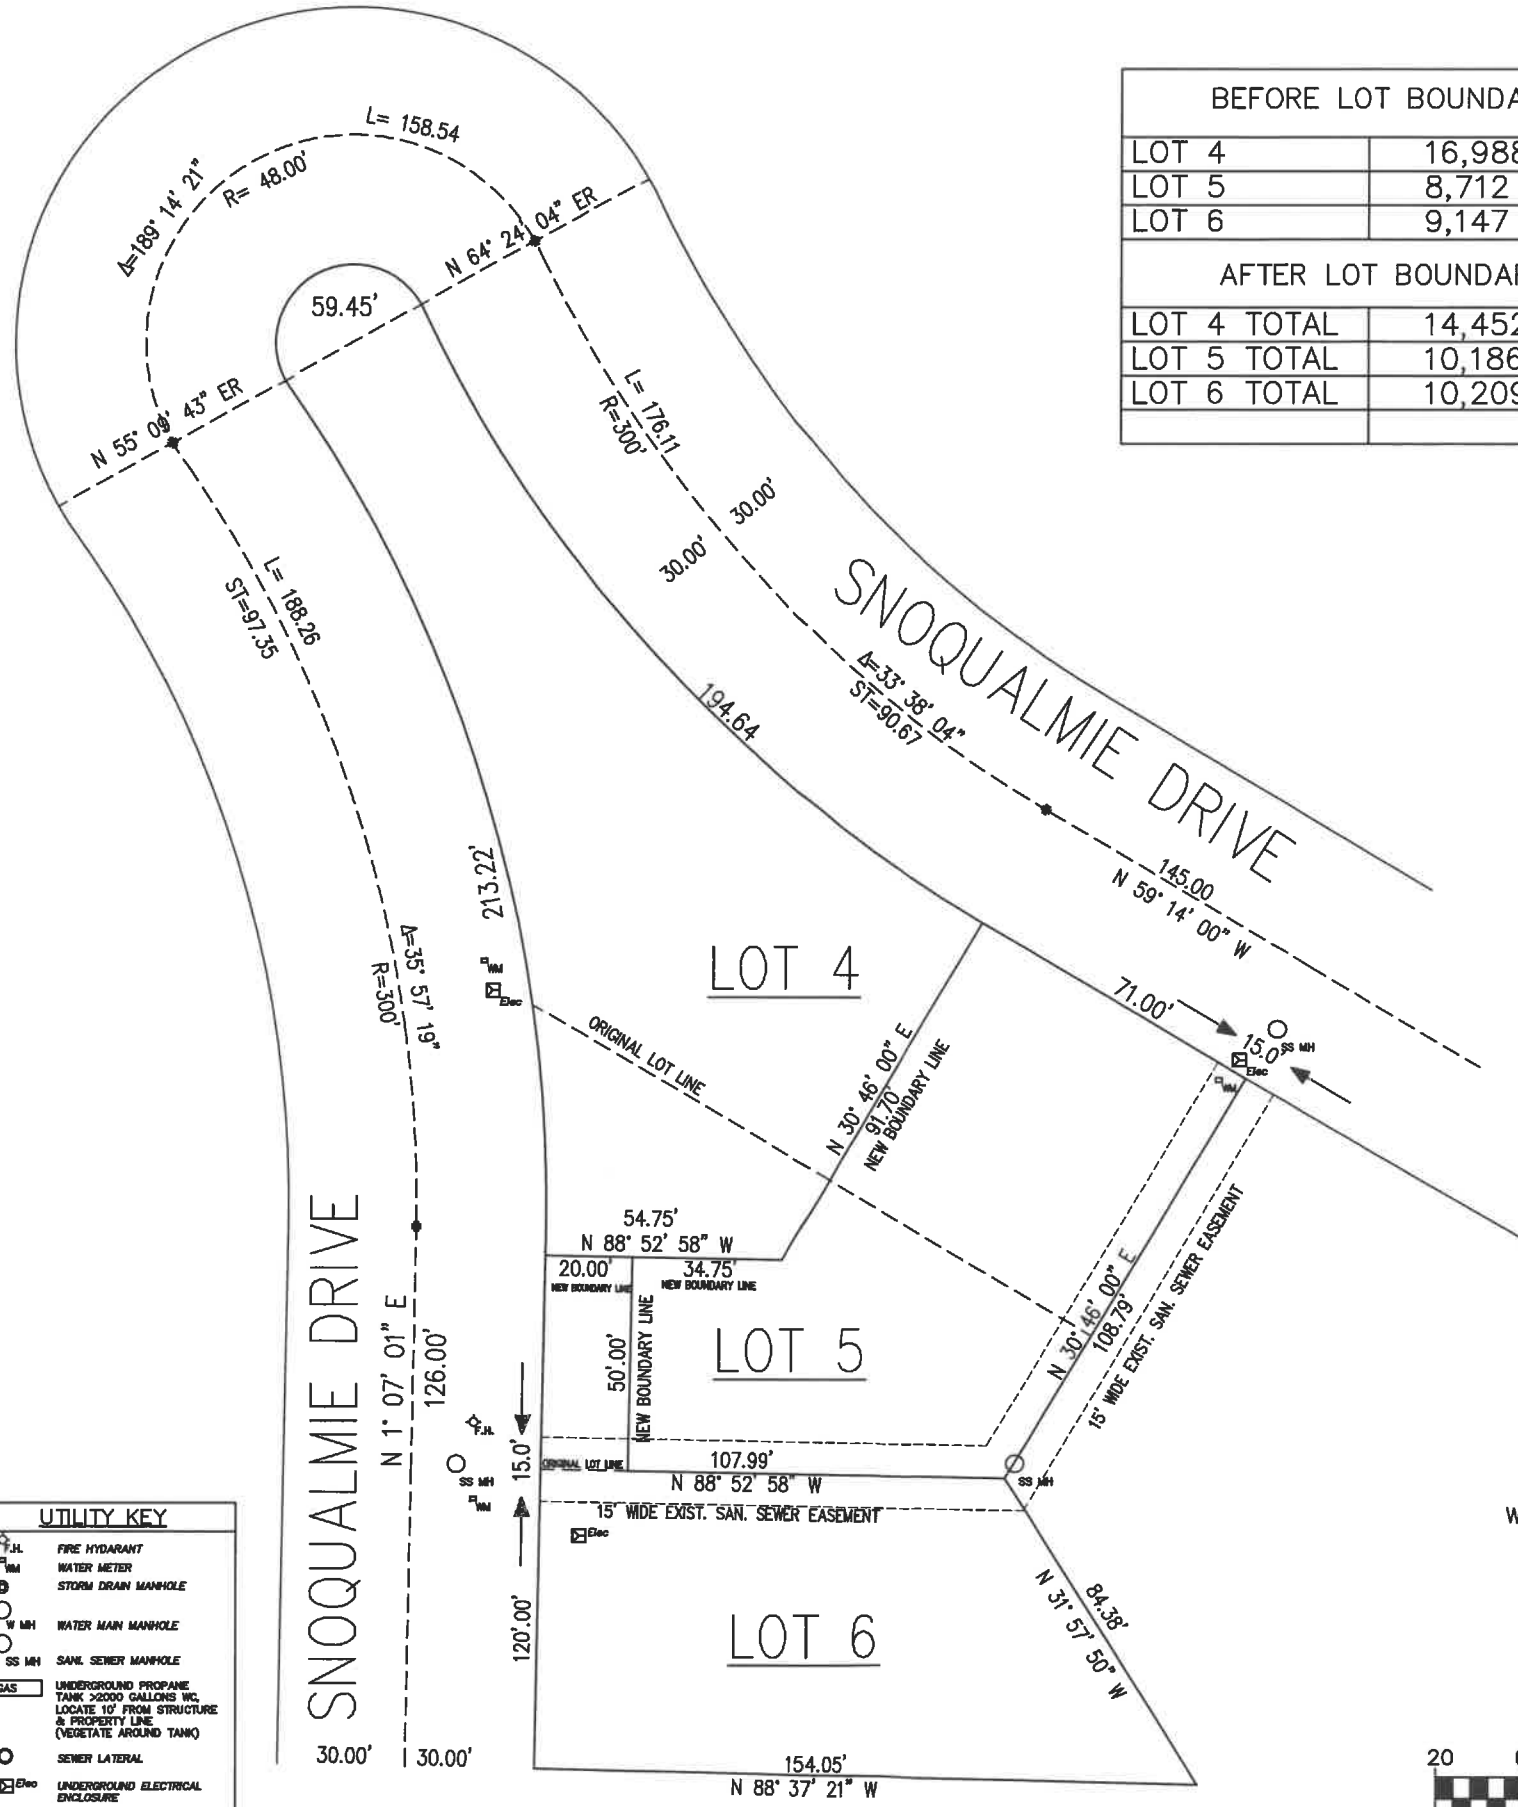 BEFORE LOT BOUNDA
LOT 4 16,988
LOT 5 8,712
LOT 6 9,147
AFTER LOT BOUNDAR
LOT 4 TOTAL 14,452
LOT 5 TOTAL 10,186
LOT 6 TOTAL 10,209
L= 158.54
R= 48.00'
Δ=189° 14' 21"
N 64° 24' 04" ER
59.45'
N 55° 09' 43" ER
L= 176.11
R=300'
30.00'
30.00'
L= 188.26
ST=97.35
SNOQUALMIE DRIVE
Δ=33° 38' 04"
ST=90.67
194.64
145.00
N 59° 14' 00" W
213.22'
Δ=35° 57' 19"
R=300'
WM
Elec
LOT 4
71.00'
15.0'
SS MH
Elec
WM
ORIGINAL LOT LINE
N 30° 46' 00" E
91.70'
NEW BOUNDARY LINE
54.75'
N 88° 52' 58" W
20.00'
NEW BOUNDARY LINE
34.75'
NEW BOUNDARY LINE
50'.00'
NEW BOUNDARY LINE
LOT 5
N 30° 46' 00" E
108.79'
15' WIDE EXIST. SAN. SEWER EASEMENT
SNOQUALMIE DRIVE
N 1° 07' 01" E
126.00'
F.H.
SS MH
WM
15.0'
ORIGINAL LOT LINE
107.99'
N 88° 52' 58" W
SS MH
15' WIDE EXIST. SAN. SEWER EASEMENT
Elec
120'.00'
LOT 6
84.38'
N 31° 57' 50" W
W
154.05'
N 88° 37' 21" W
30.00'
30.00'
20
UTILITY KEY
F.H. FIRE HYDARANT
WM WATER METER
STORM DRAIN MANHOLE
W MH WATER MAIN MANHOLE
SS MH SANI. SEWER MANHOLE
GAS UNDERGROUND PROPANE
TANK >2000 GALLONS WC,
LOCATE 10' FROM STRUCTURE
& PROPERTY LINE
(VEGETATE AROUND TANK)
SEWER LATERAL
Elec UNDERGROUND ELECTRICAL
ENCLOSURE